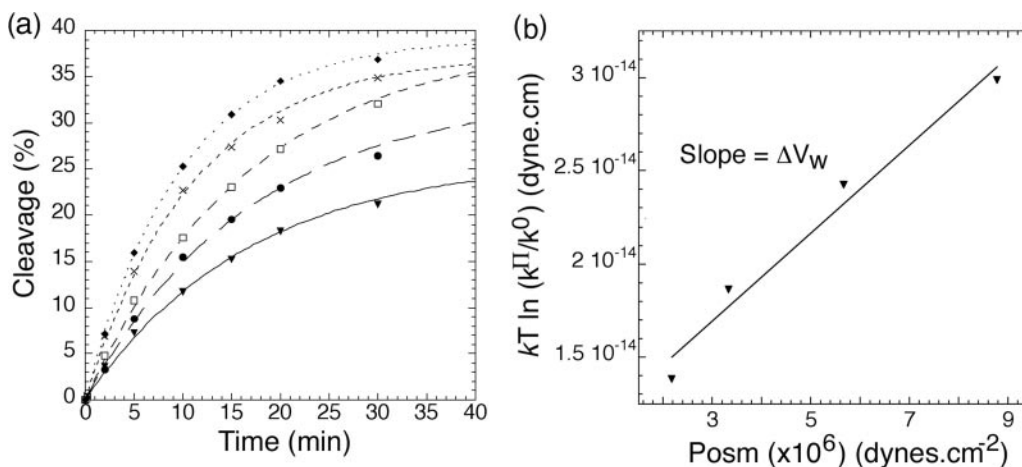 (a)
40
35
30
25
20
15
10
5
0
Cleavage (%)
0 5 10 15 20 25 30 35 40
Time (min)
(b)
3 10⁻¹⁴
2.5 10⁻¹⁴
2 10⁻¹⁴
1.5 10⁻¹⁴
kT ln (k^Π/k⁰) (dyne.cm)
Slope = ΔV_W
3 5 7 9
Posm (x10⁶) (dynes.cm⁻²)